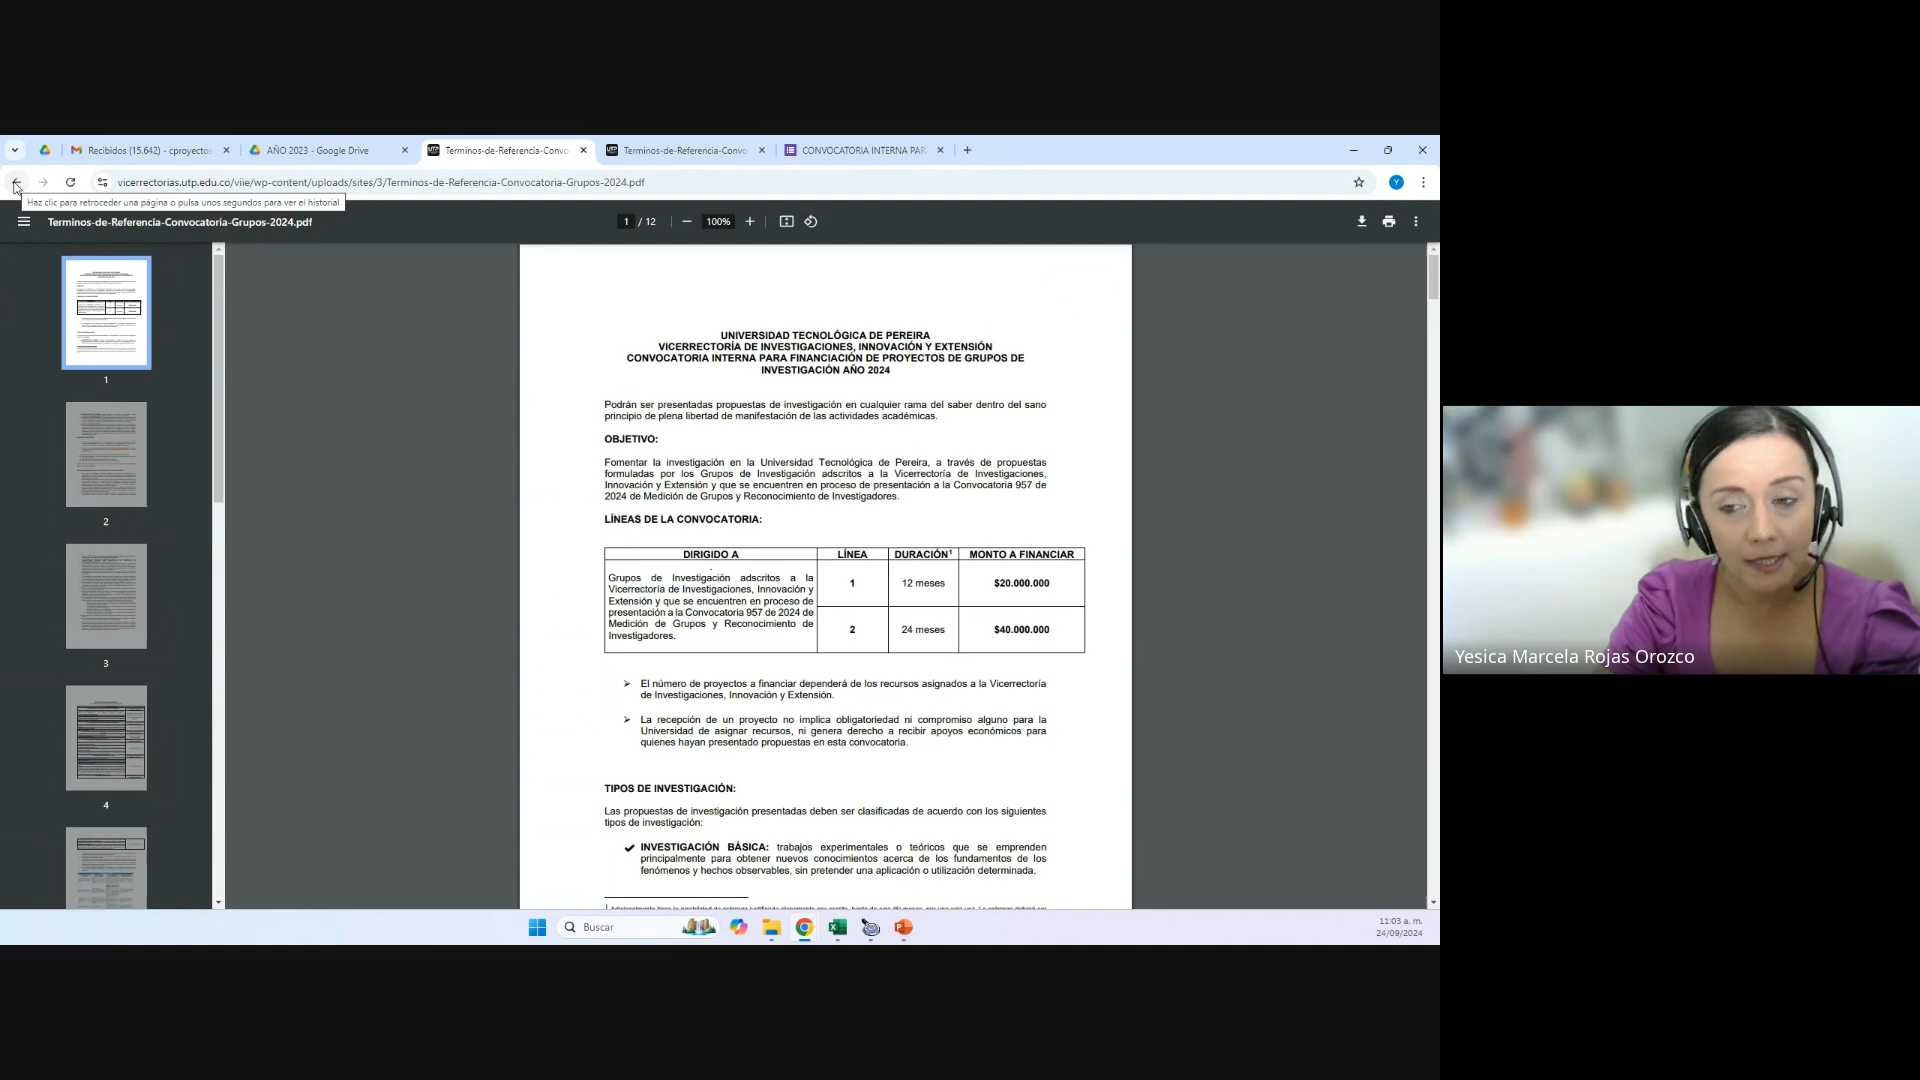 Recibidos (15.642) - cproyectos
AÑO 2023 - Google Drive
Terminos-de-Referencia-Convo
Terminos-de-Referencia-Convo
CONVOCATORIA INTERNA PAR
vicerrectorias.utp.edu.co/viie/wp-content/uploads/sites/3/Terminos-de-Referencia-Convocatoria-Grupos-2024.pdf
Y
Haz clic para retroceder una página o pulsa unos segundos para ver el historial
Terminos-de-Referencia-Convocatoria-Grupos-2024.pdf
1 / 12
100%
1
2
3
4
UNIVERSIDAD TECNOLÓGICA DE PEREIRA
VICERRECTORÍA DE INVESTIGACIONES, INNOVACIÓN Y EXTENSIÓN
CONVOCATORIA INTERNA PARA FINANCIACIÓN DE PROYECTOS DE GRUPOS DE
INVESTIGACIÓN AÑO 2024
Podrán ser presentadas propuestas de investigación en cualquier rama del saber dentro del sano
principio de plena libertad de manifestación de las actividades académicas.
OBJETIVO:
Fomentar la investigación en la Universidad Tecnológica de Pereira, a través de propuestas
formuladas por los Grupos de Investigación adscritos a la Vicerrectoría de Investigaciones,
Innovación y Extensión y que se encuentren en proceso de presentación a la Convocatoria 957 de
2024 de Medición de Grupos y Reconocimiento de Investigadores.
LÍNEAS DE LA CONVOCATORIA:
DIRIGIDO A LÍNEA DURACIÓN¹ MONTO A FINANCIAR
Grupos de Investigación adscritos a la
Vicerrectoría de Investigaciones, Innovación y
Extensión y que se encuentren en proceso de
presentación a la Convocatoria 957 de 2024 de
Medición de Grupos y Reconocimiento de
Investigadores.
1 12 meses $20.000.000
2 24 meses $40.000.000
➢ El número de proyectos a financiar dependerá de los recursos asignados a la Vicerrectoría
de Investigaciones, Innovación y Extensión.
➢ La recepción de un proyecto no implica obligatoriedad ni compromiso alguno para la
Universidad de asignar recursos, ni genera derecho a recibir apoyos económicos para
quienes hayan presentado propuestas en esta convocatoria.
TIPOS DE INVESTIGACIÓN:
Las propuestas de investigación presentadas deben ser clasificadas de acuerdo con los siguientes
tipos de investigación:
✔ INVESTIGACIÓN BÁSICA: trabajos experimentales o teóricos que se emprenden
principalmente para obtener nuevos conocimientos acerca de los fundamentos de los
fenómenos y hechos observables, sin pretender una aplicación o utilización determinada.
Buscar
11:03 a. m.
24/09/2024
Yesica Marcela Rojas Orozco